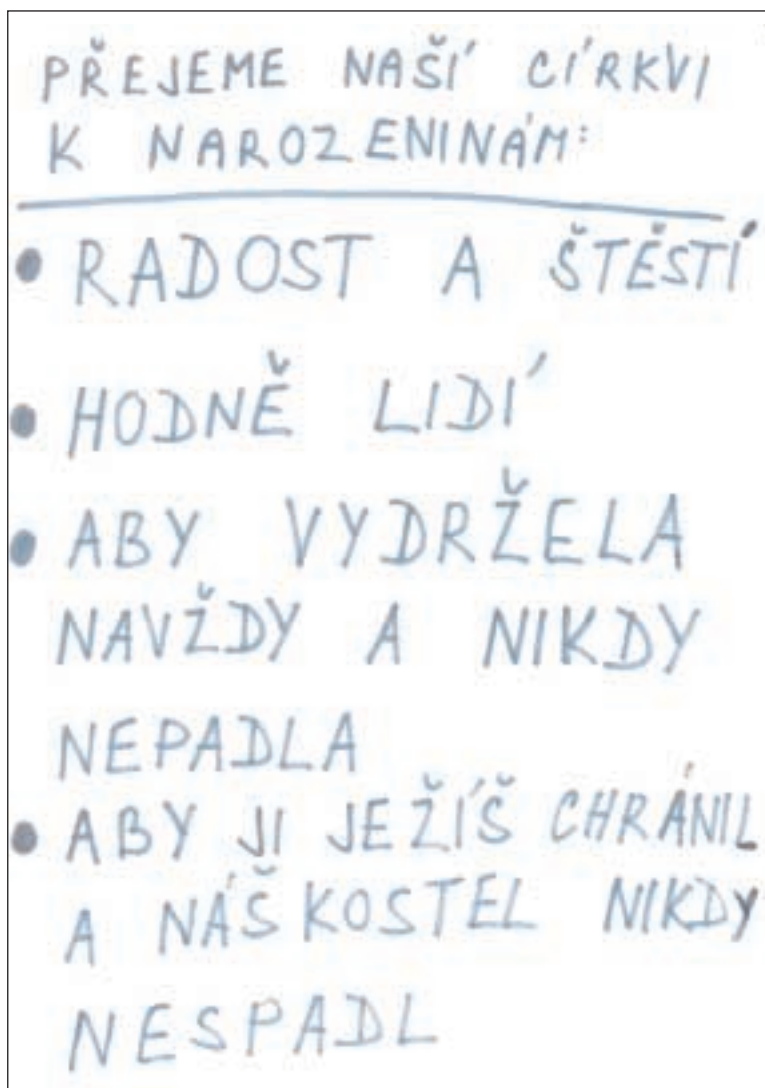 PŘEJEME NAŠÍ CÍRKVI
K NAROZENINÁM:
• RADOST A ŠTĚSTÍ
• HODNĚ LIDÍ
• ABY VYDRŽELA
NAVŽDY A NIKDY
NEPADLA
• ABY JI JEŽÍŠ CHRÁNIL
A NÁŠ KOSTEL NIKDY
NESPADL